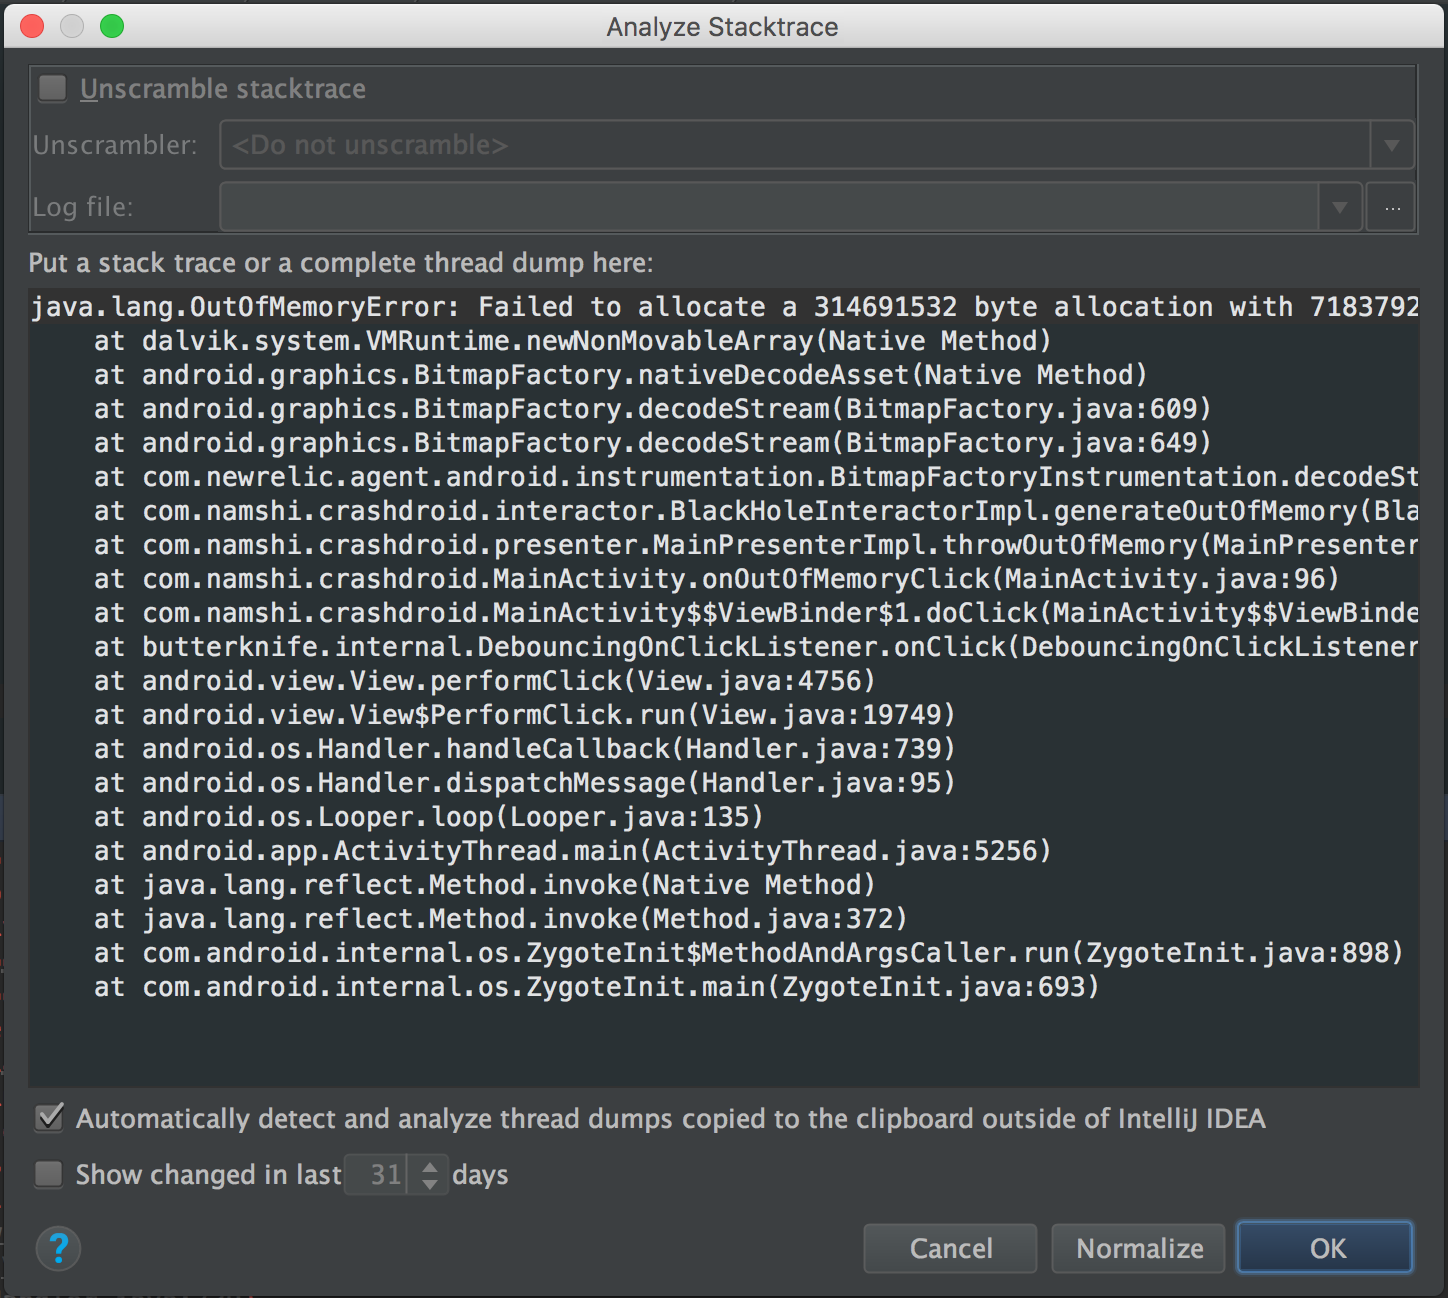 Analyze Stacktrace
Unscramble stacktrace
Unscrambler: <Do not unscramble>
Log file: ...
Put a stack trace or a complete thread dump here:
java.lang.OutOfMemoryError: Failed to allocate a 314691532 byte allocation with 7183792
at dalvik.system.VMRuntime.newNonMovableArray(Native Method)
at android.graphics.BitmapFactory.nativeDecodeAsset(Native Method)
at android.graphics.BitmapFactory.decodeStream(BitmapFactory.java:609)
at android.graphics.BitmapFactory.decodeStream(BitmapFactory.java:649)
at com.newrelic.agent.android.instrumentation.BitmapFactoryInstrumentation.decodeSt
at com.namshi.crashdroid.interactor.BlackHoleInteractorImpl.generateOutOfMemory(Bla
at com.namshi.crashdroid.presenter.MainPresenterImpl.throwOutOfMemory(MainPresenter
at com.namshi.crashdroid.MainActivity.onOutOfMemoryClick(MainActivity.java:96)
at com.namshi.crashdroid.MainActivity$$ViewBinder$1.doClick(MainActivity$$ViewBinde
at butterknife.internal.DebouncingOnClickListener.onClick(DebouncingOnClickListener
at android.view.View.performClick(View.java:4756)
at android.view.View$PerformClick.run(View.java:19749)
at android.os.Handler.handleCallback(Handler.java:739)
at android.os.Handler.dispatchMessage(Handler.java:95)
at android.os.Looper.loop(Looper.java:135)
at android.app.ActivityThread.main(ActivityThread.java:5256)
at java.lang.reflect.Method.invoke(Native Method)
at java.lang.reflect.Method.invoke(Method.java:372)
at com.android.internal.os.ZygoteInit$MethodAndArgsCaller.run(ZygoteInit.java:898)
at com.android.internal.os.ZygoteInit.main(ZygoteInit.java:693)
Automatically detect and analyze thread dumps copied to the clipboard outside of IntelliJ IDEA
Show changed in last 31 days
? Cancel Normalize OK